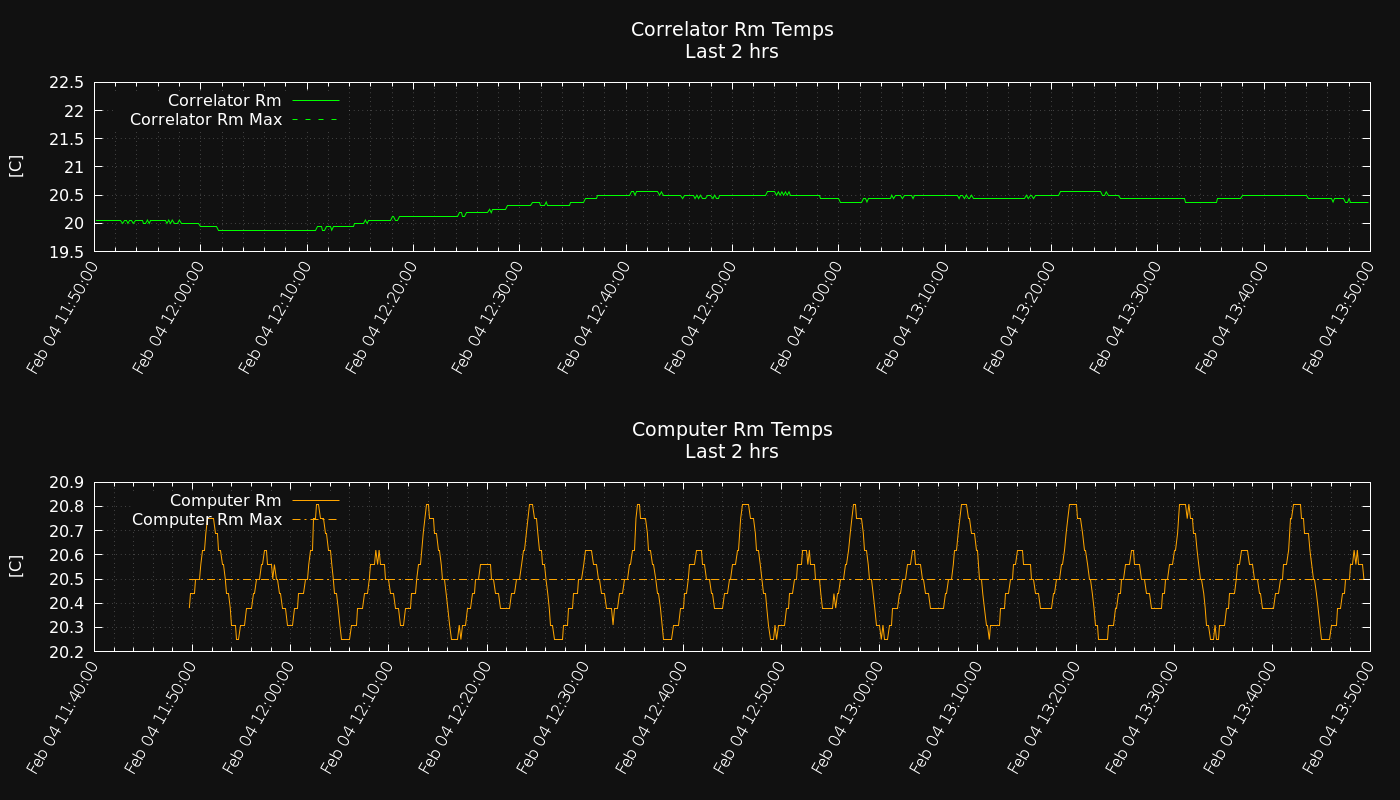 Correlator Rm Temps
Last 2 hrs
22.5
22
21.5
21
20.5
20
19.5
[C]
Correlator Rm
Correlator Rm Max
Feb 04 11:50:00
Feb 04 12:00:00
Feb 04 12:10:00
Feb 04 12:20:00
Feb 04 12:30:00
Feb 04 12:40:00
Feb 04 12:50:00
Feb 04 13:00:00
Feb 04 13:10:00
Feb 04 13:20:00
Feb 04 13:30:00
Feb 04 13:40:00
Feb 04 13:50:00
Computer Rm Temps
Last 2 hrs
20.9
20.8
20.7
20.6
20.5
20.4
20.3
20.2
[C]
Computer Rm
Computer Rm Max
Feb 04 11:40:00
Feb 04 11:50:00
Feb 04 12:00:00
Feb 04 12:10:00
Feb 04 12:20:00
Feb 04 12:30:00
Feb 04 12:40:00
Feb 04 12:50:00
Feb 04 13:00:00
Feb 04 13:10:00
Feb 04 13:20:00
Feb 04 13:30:00
Feb 04 13:40:00
Feb 04 13:50:00